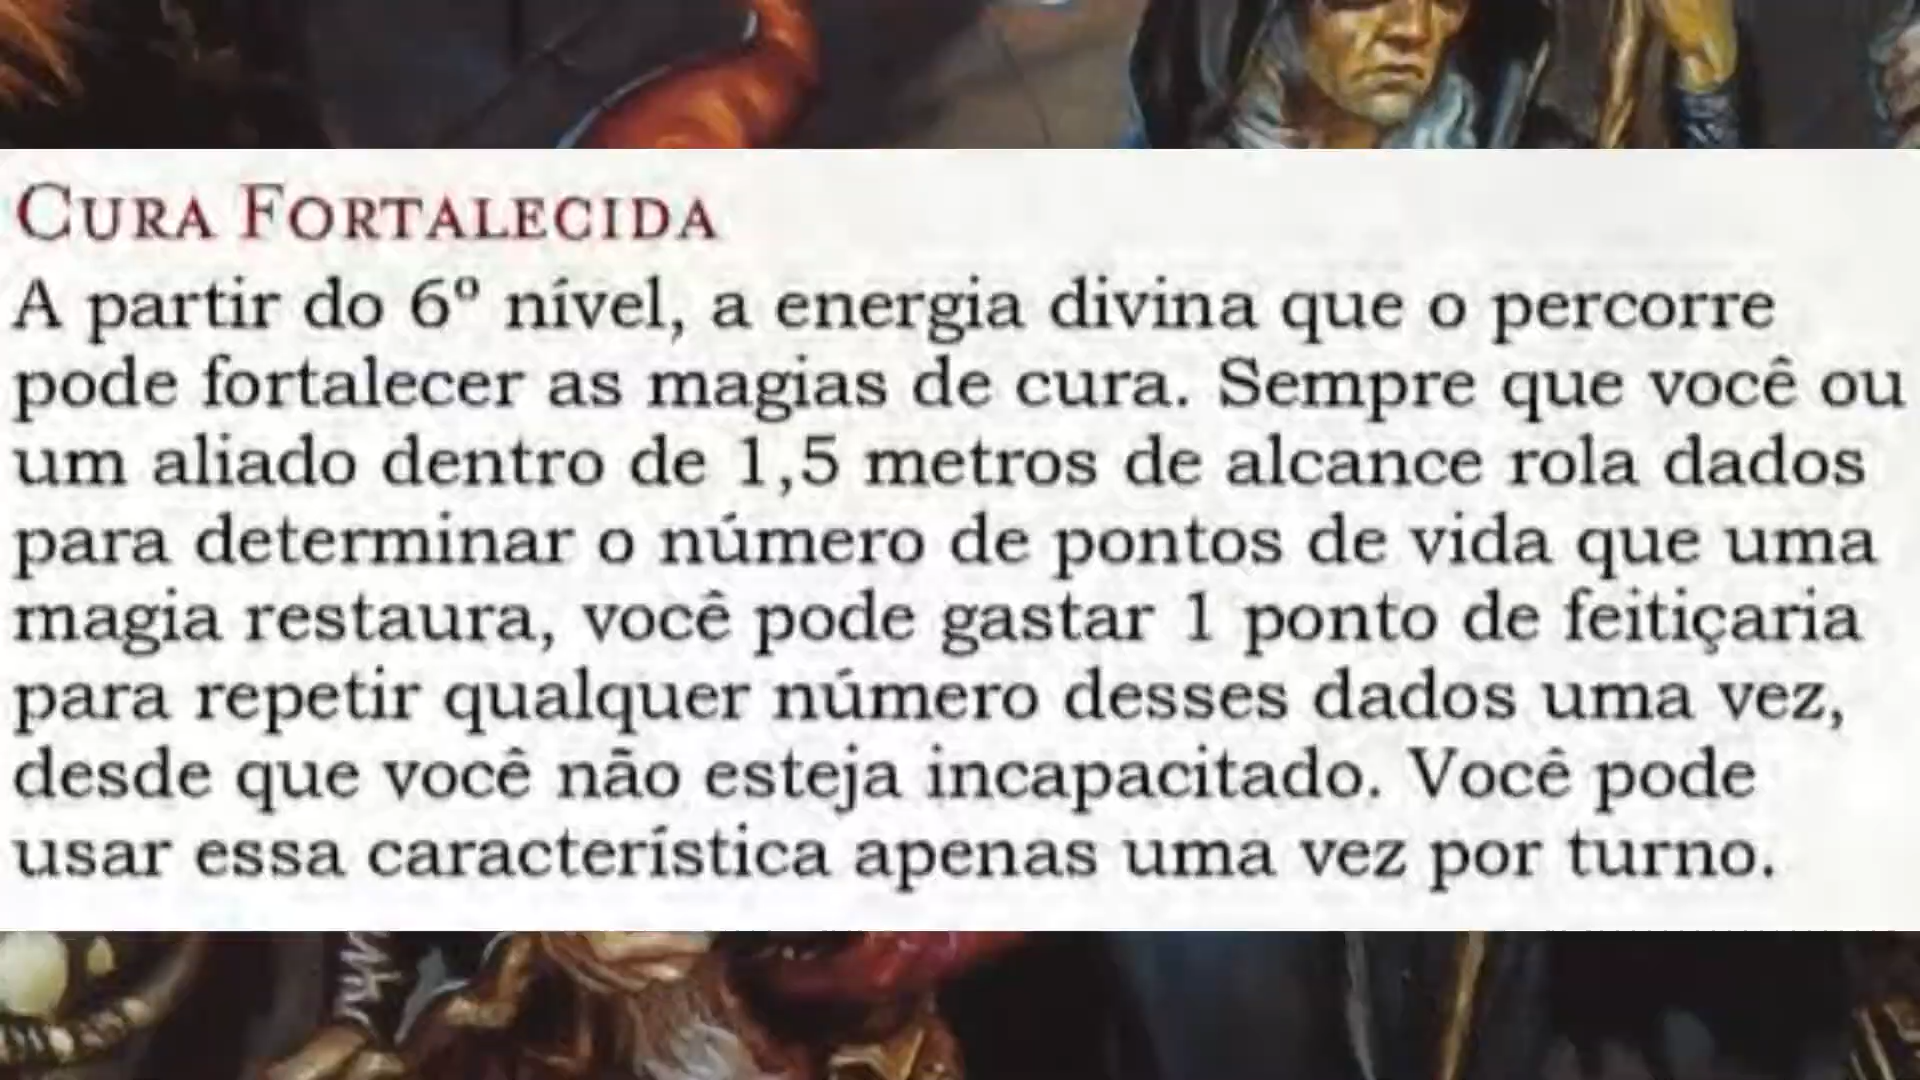 CURA FORTALECIDA
A partir do 6º nível, a energia divina que o percorre
pode fortalecer as magias de cura. Sempre que você ou
um aliado dentro de 1,5 metros de alcance rola dados
para determinar o número de pontos de vida que uma
magia restaura, você pode gastar 1 ponto de feitiçaria
para repetir qualquer número desses dados uma vez,
desde que você não esteja incapacitado. Você pode
usar essa característica apenas uma vez por turno.